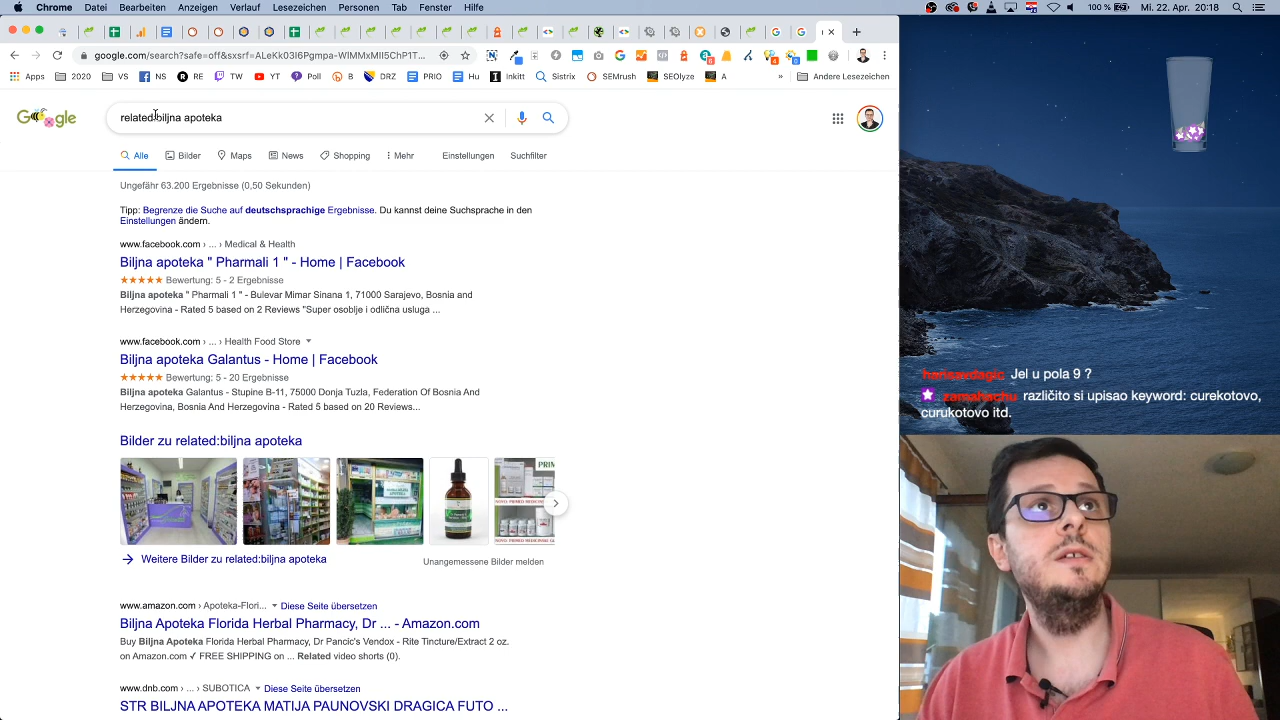 Chrome Datei Bearbeiten Anzeigen Verlauf Lesezeichen Personen Tab Fenster Hilfe 100 % Mi. 22. Apr. 20:18
google.com/search?safe=off&sxsrf=ALeKk03I6Pgmpa-WlMMxMII5ChP1T...
Apps 2020 VS NS RE TW YT Poll B DRZ PRIO Hu Inkitt Sistrix SEMrush SEOlyze A » Andere Lesezeichen
Google related:biljna apoteka
Alle Bilder Maps News Shopping Mehr Einstellungen Suchfilter
Ungefähr 63.200 Ergebnisse (0,50 Sekunden)
Tipp: Begrenze die Suche auf deutschsprachige Ergebnisse. Du kannst deine Suchsprache in den
Einstellungen ändern.
www.facebook.com › ... › Medical & Health
Biljna apoteka " Pharmali 1 " - Home | Facebook
★★★★★ Bewertung: 5 - 2 Ergebnisse
Biljna apoteka " Pharmali 1 " - Bulevar Mimar Sinana 1, 71000 Sarajevo, Bosnia and
Herzegovina - Rated 5 based on 2 Reviews "Super osoblje i odlična usluga ...
www.facebook.com › ... › Health Food Store
Biljna apoteka Galantus - Home | Facebook
★★★★★ Bewertung: 5 - 20 Ergebnisse
Biljna apoteka Galantus - Stupine B-11, 75000 Donja Tuzla, Federation Of Bosnia And
Herzegovina, Bosnia And Herzegovina - Rated 5 based on 20 Reviews...
Bilder zu related:biljna apoteka
Weitere Bilder zu related:biljna apoteka
Unangemessene Bilder melden
www.amazon.com › Apoteka-Flori... Diese Seite übersetzen
Biljna Apoteka Florida Herbal Pharmacy, Dr ... - Amazon.com
Buy Biljna Apoteka Florida Herbal Pharmacy, Dr Pancic's Vendox - Rite Tincture/Extract 2 oz.
on Amazon.com ✓ FREE SHIPPING on ... Related video shorts (0).
www.dnb.com › ... › SUBOTICA Diese Seite übersetzen
STR BILJNA APOTEKA MATIJA PAUNOVSKI DRAGICA FUTO ...
Jel u pola 9 ?
različito si upisao keyword: curekotovo,
curukotovo itd.